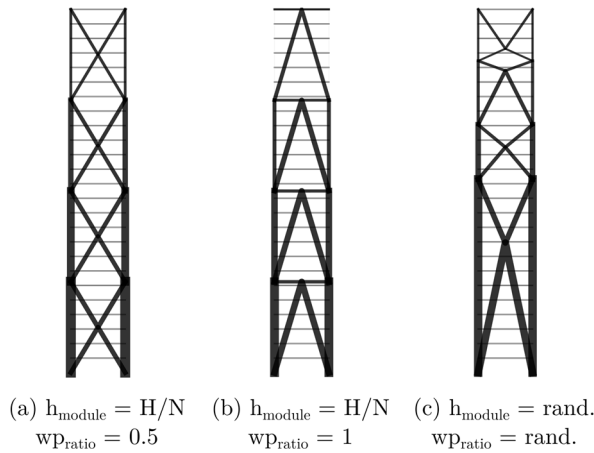 (a) h_module = H/N
wp_ratio = 0.5
(b) h_module = H/N
wp_ratio = 1
(c) h_module = rand.
wp_ratio = rand.